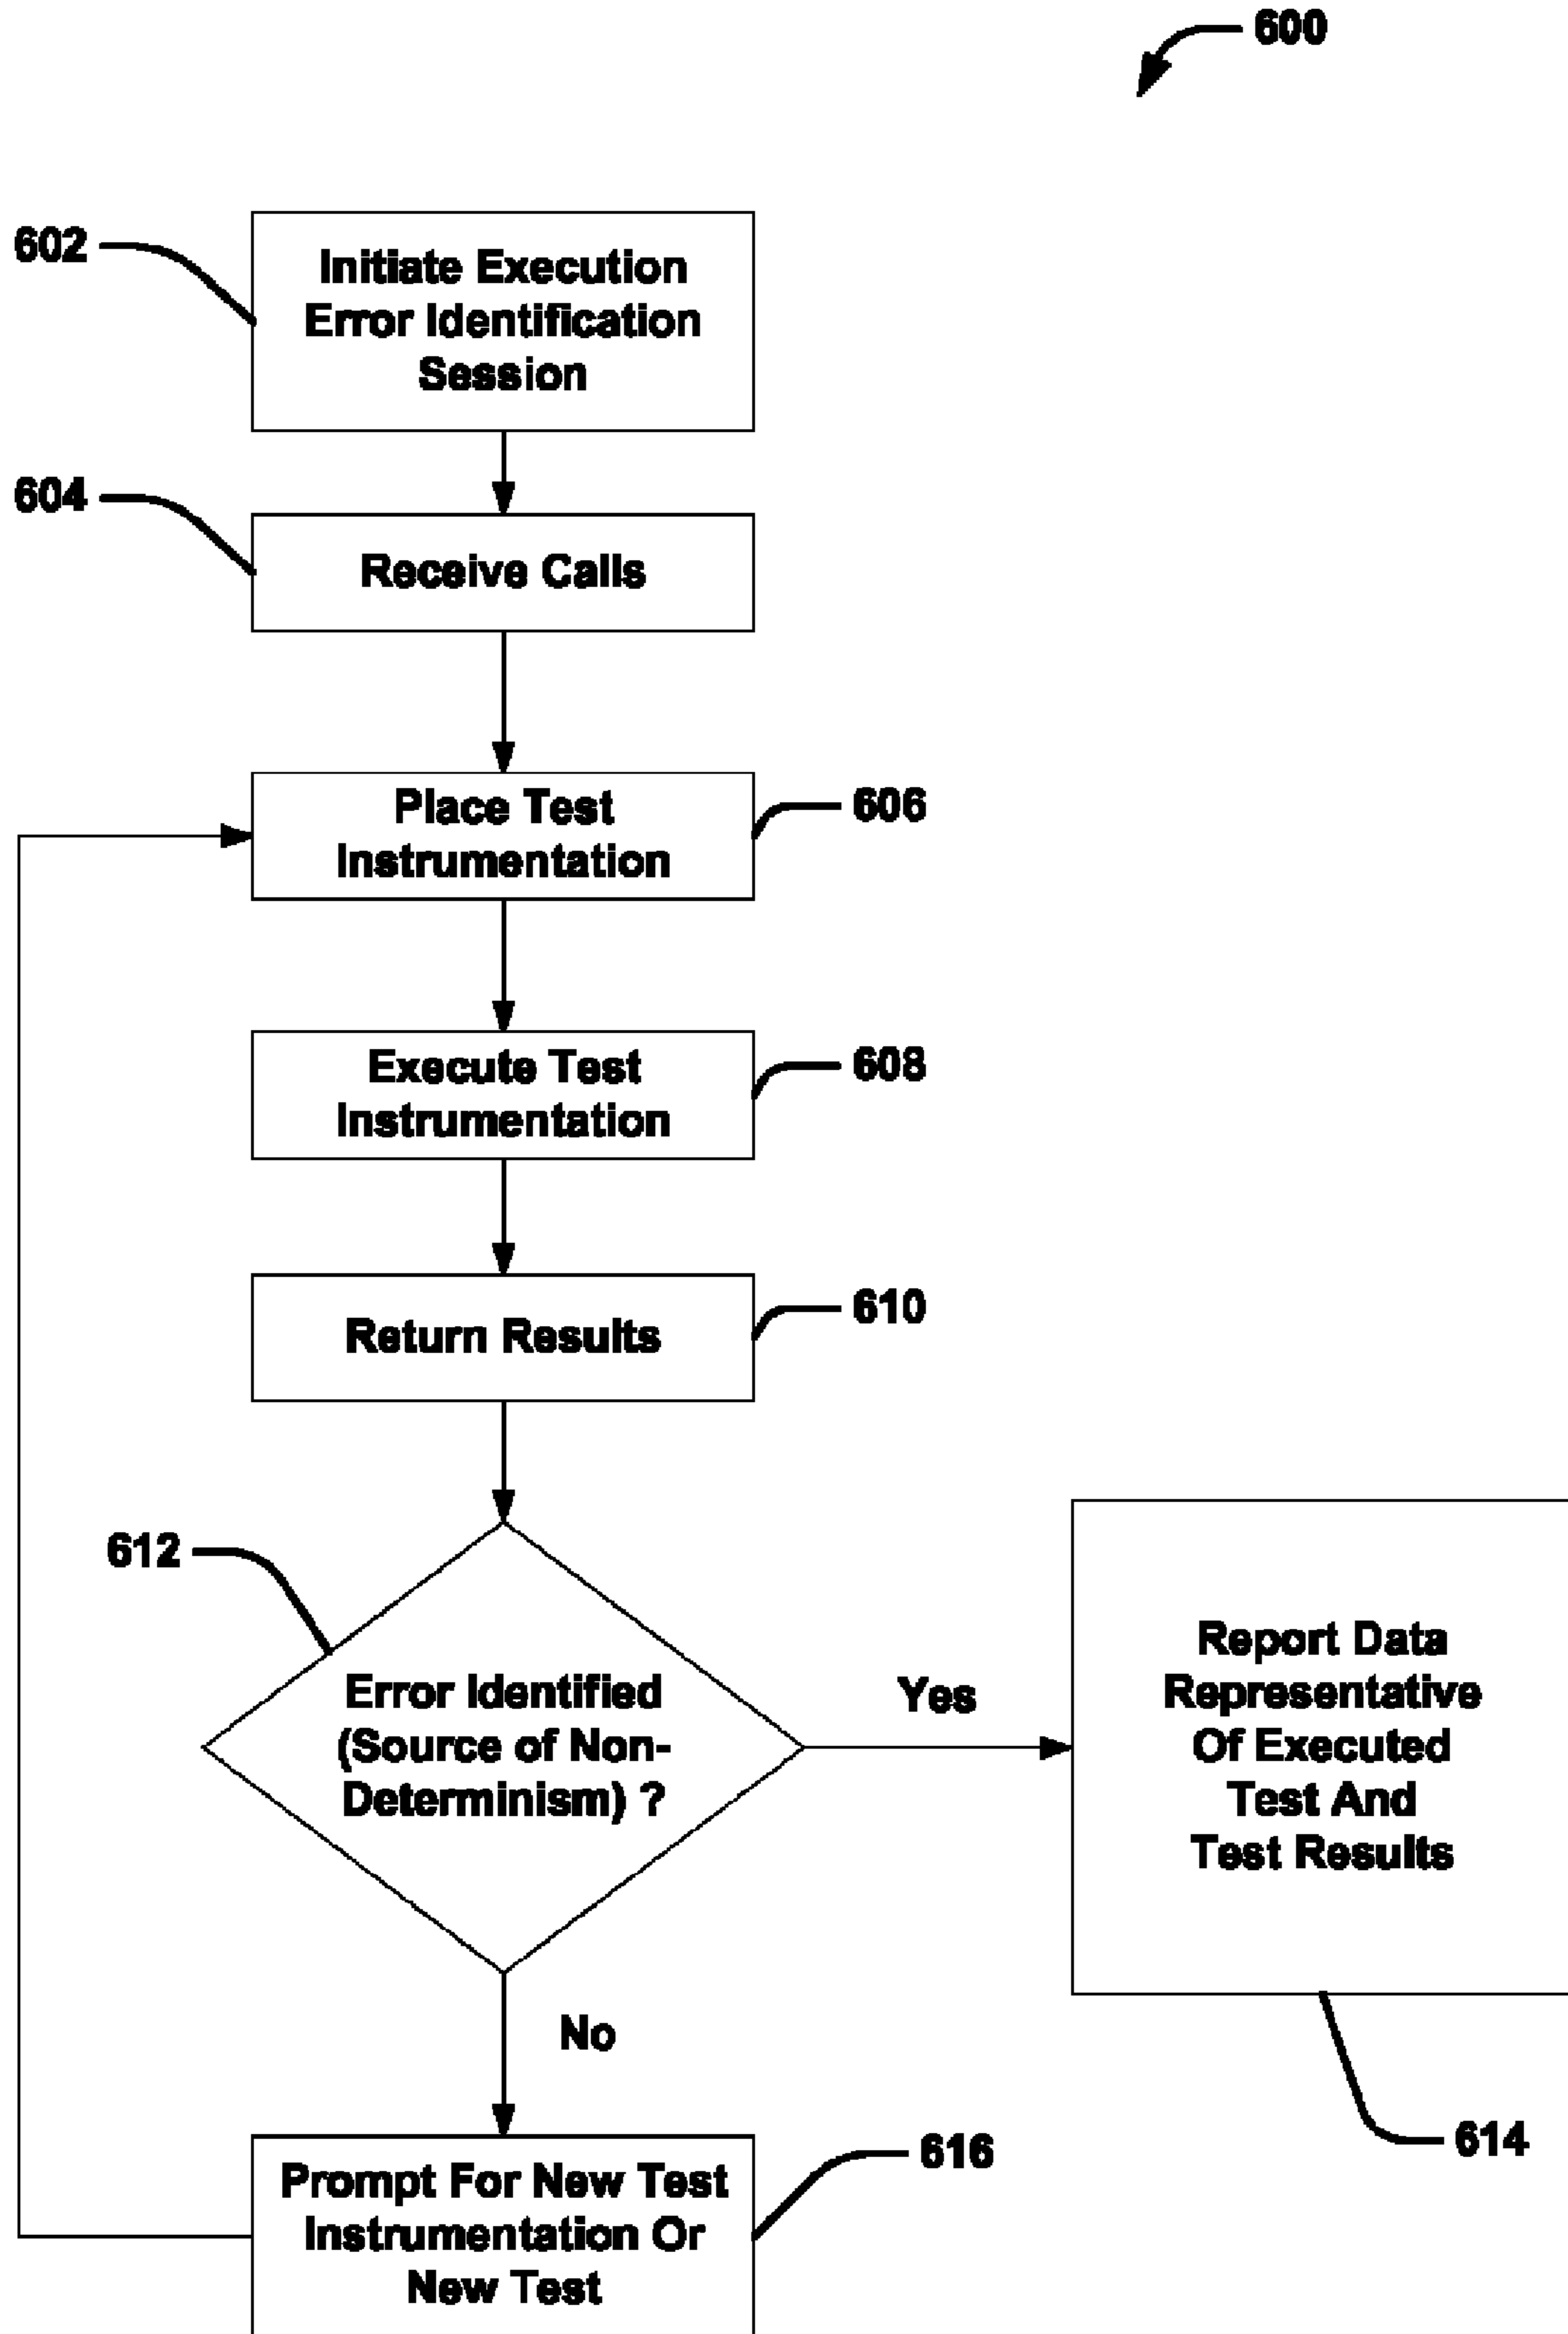 600
602
Initiate Execution
Error Identification
Session
604
Receive Calls
Place Test
Instrumentation
606
Execute Test
Instrumentation
608
Return Results
610
612
Error Identified
(Source of Non-
Determinism) ?
Yes
Report Data
Representative
Of Executed
Test And
Test Results
614
No
Prompt For New Test
Instrumentation Or
New Test
616